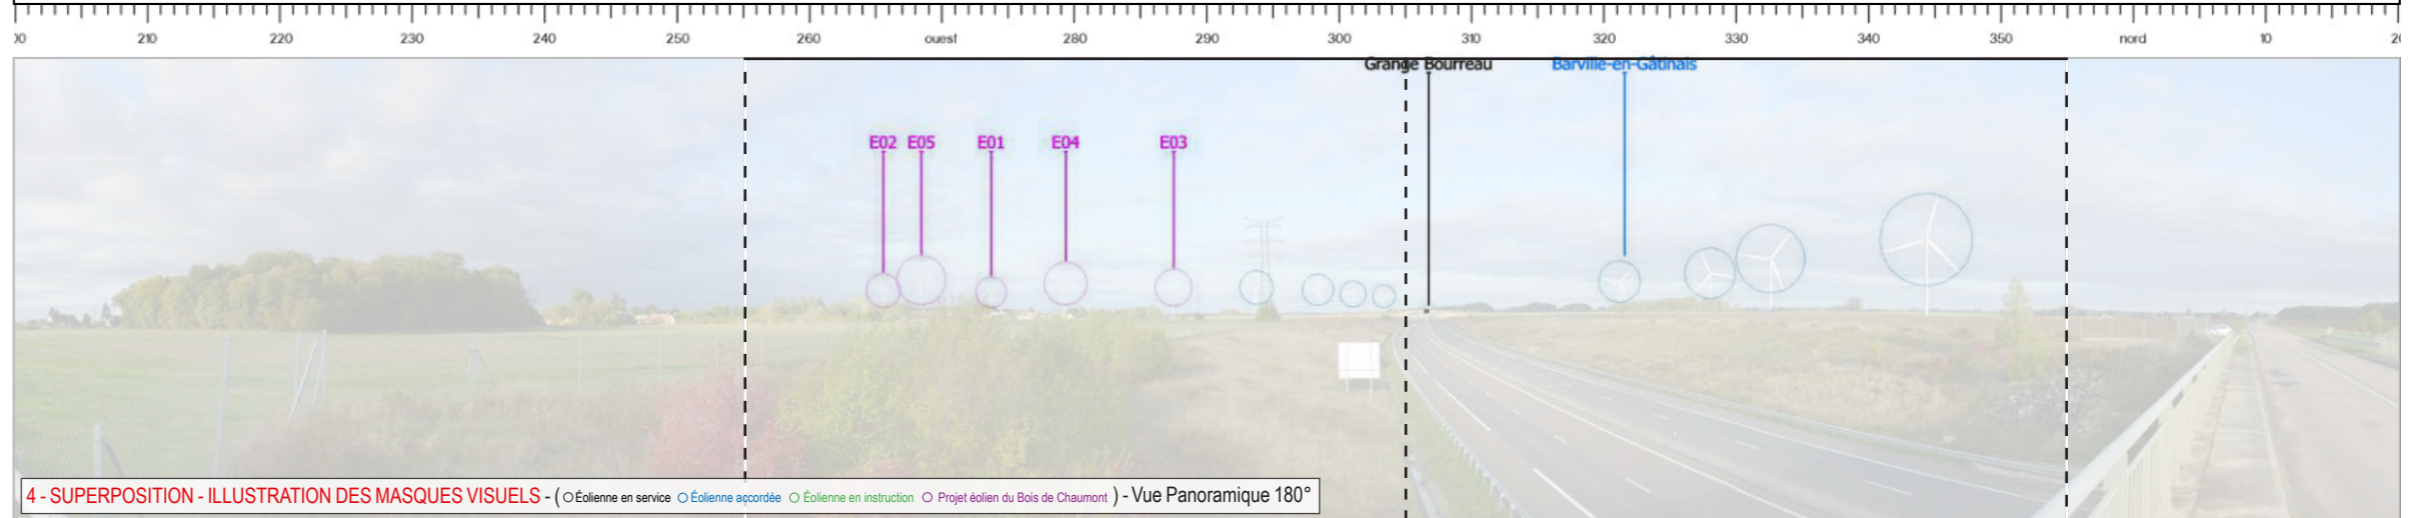 00 210 220 230 240 250 260 ouest 280 290 300 310 320 330 340 350 nord 10 20
Grange Bourreau Barville-en-Gâtinais
E02 E05 E01 E04 E03
4 - SUPERPOSITION - ILLUSTRATION DES MASQUES VISUELS - ( Éolienne en service Éolienne accordée Éolienne en instruction Projet éolien du Bois de Chaumont ) - Vue Panoramique 180°